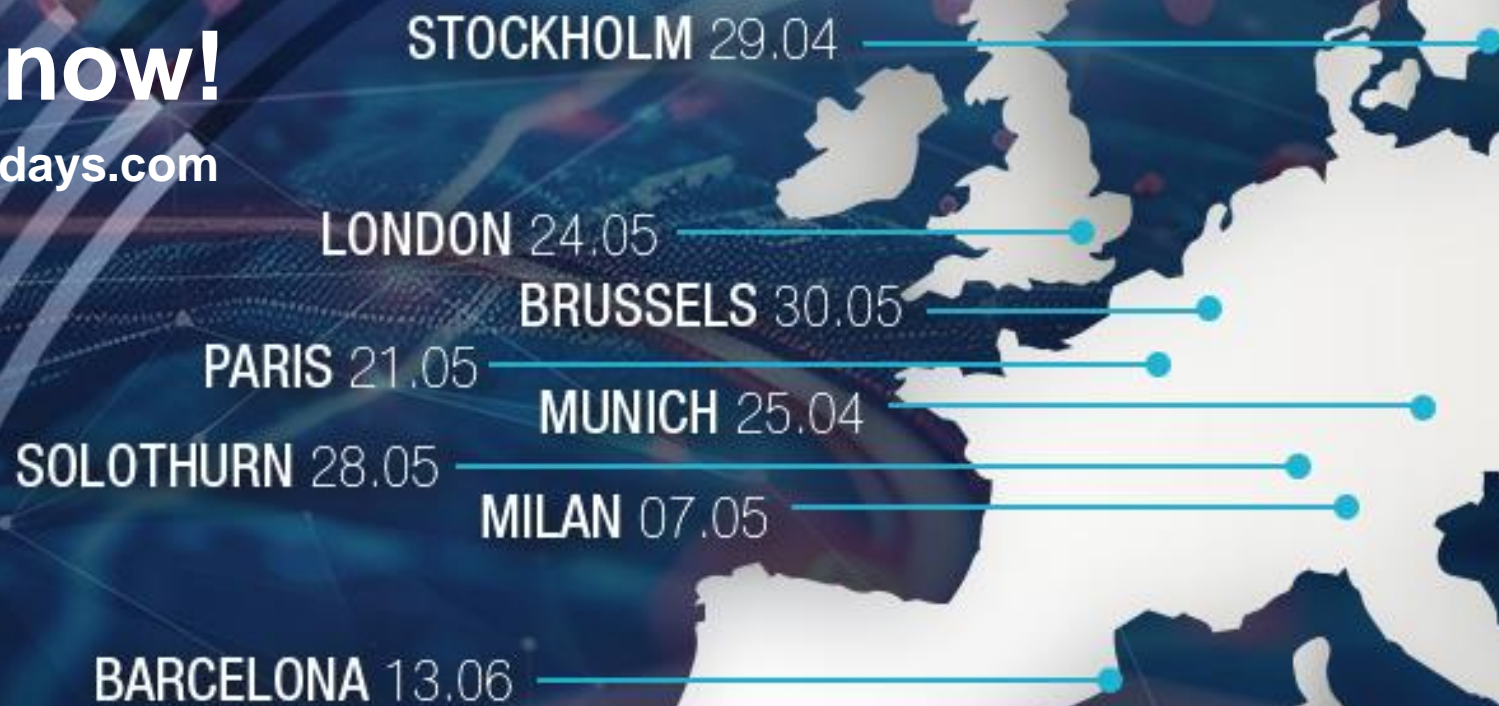 now!
days.com
STOCKHOLM 29.04
LONDON 24.05
BRUSSELS 30.05
PARIS 21.05
MUNICH 25.04
SOLOTHURN 28.05
MILAN 07.05
BARCELONA 13.06